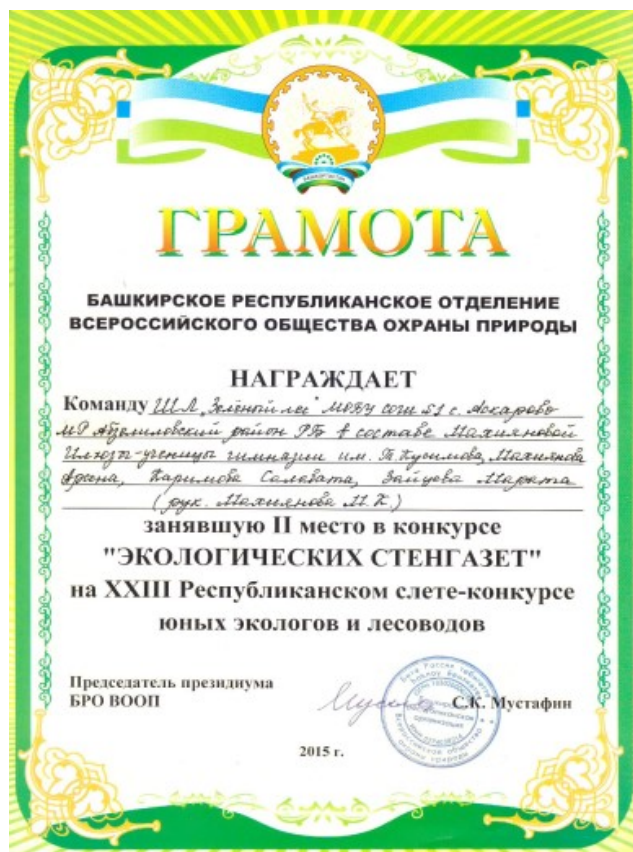 БАШКОРТОСТАН
ГРАМОТА
БАШКИРСКОЕ РЕСПУБЛИКАНСКОЕ ОТДЕЛЕНИЕ
ВСЕРОССИЙСКОГО ОБЩЕСТВА ОХРАНЫ ПРИРОДЫ
НАГРАЖДАЕТ
Команду ШЛ „Зелёный лес" МОБУ сош №1 с. Аскарово
МР Абзелиловский район РБ в составе Махияновой
Илюзы-ученицы гимназии им. Т. Кусимова, Махиянова
Каримова Салавата, Зайцева Марата
(рук. Махиянова М.Х.)
занявшую II место в конкурсе
"ЭКОЛОГИЧЕСКИХ СТЕНГАЗЕТ"
на XXIII Республиканском слете-конкурсе
юных экологов и лесоводов
Председатель президиума
БРО ВООП С.К. Мустафин
2015 г.